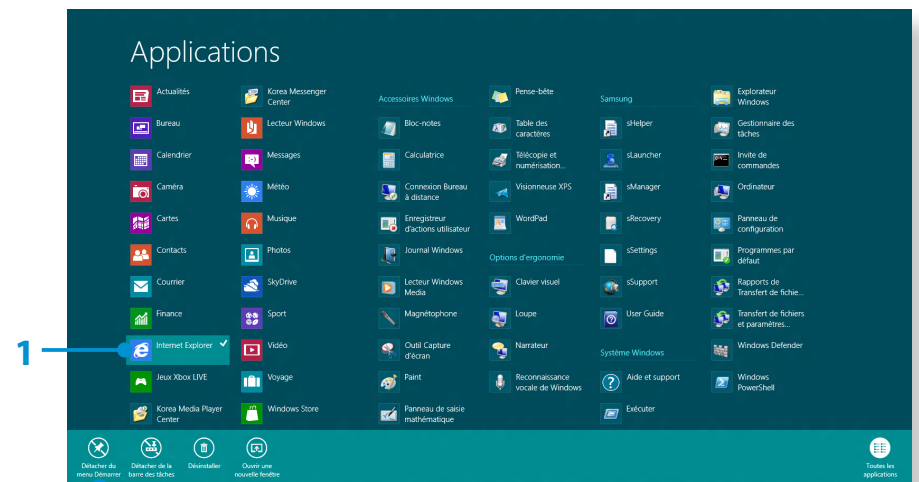 Applications
Actualités
Bureau
Calendrier
Caméra
Cartes
Contacts
Courrier
Finance
1
Internet Explorer
Jeux Xbox LIVE
Korea Media Player
Center
Korea Messenger
Center
Lecteur Windows
Messages
Météo
Musique
Photos
SkyDrive
Sport
Vidéo
Voyage
Windows Store
Accessoires Windows
Bloc-notes
Calculatrice
Connexion Bureau
à distance
Enregistreur
d'actions utilisateur
Journal Windows
Lecteur Windows
Media
Magnétophone
Outil Capture
d'écran
Paint
Panneau de saisie
mathématique
Pense-bête
Table des
caractères
Télécopie et
numérisation...
Visionneuse XPS
WordPad
Options d'ergonomie
Clavier visuel
Loupe
Narrateur
Reconnaissance
vocale de Windows
Samsung
sHelper
sLauncher
sManager
sRecovery
sSettings
sSupport
User Guide
Système Windows
Aide et support
Exécuter
Explorateur
Windows
Gestionnaire des
tâches
Invite de
commandes
Ordinateur
Panneau de
configuration
Programmes par
défaut
Rapports de
Transfert de fichie...
Transfert de fichiers
et paramètres...
Windows Defender
Windows
PowerShell
Détacher du
menu Démarrer
Détacher de la
barre des tâches
Désinstaller
Ouvrir une
nouvelle fenêtre
Toutes les
applications